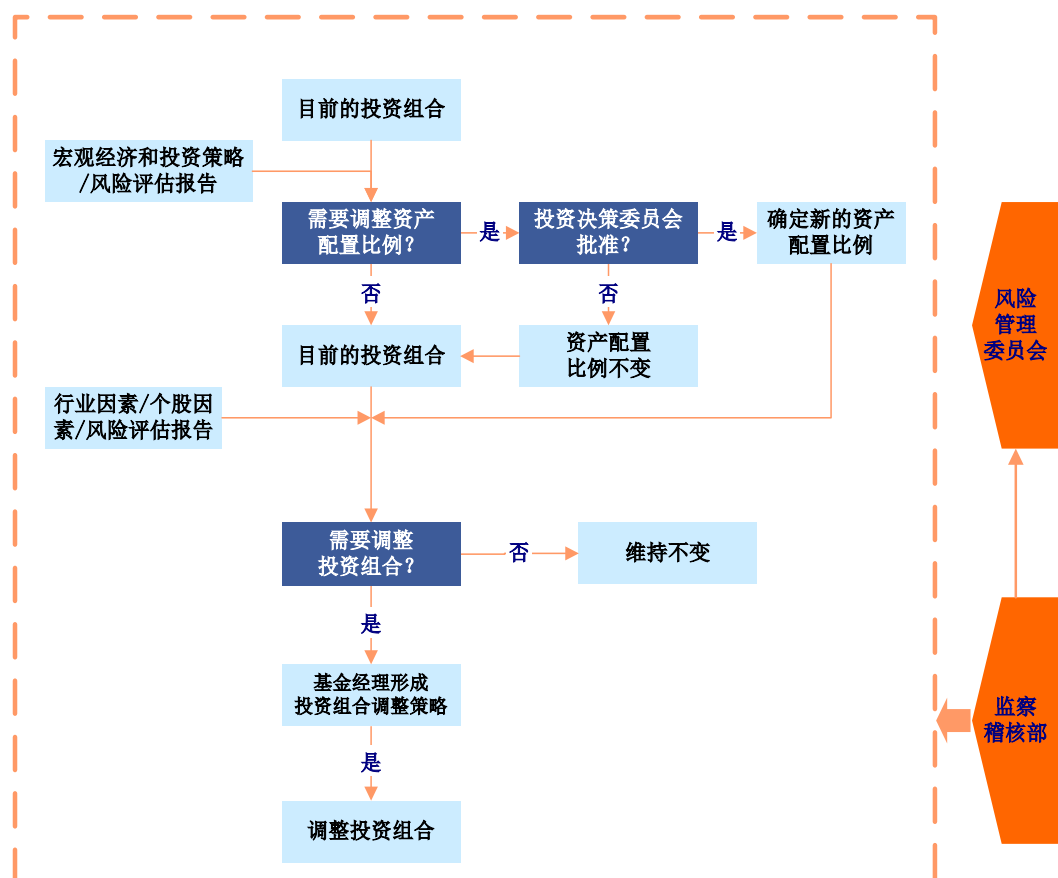 目前的投资组合
宏观经济和投资策略
/风险评估报告
需要调整资产
配置比例？
是
投资决策委员会
批准？
是
确定新的资产
配置比例
否
否
目前的投资组合
资产配置
比例不变
行业因素/个股因
素/风险评估报告
需要调整
投资组合？
否
维持不变
是
基金经理形成
投资组合调整策略
是
调整投资组合
风险
管理
委员会
监察
稽核部